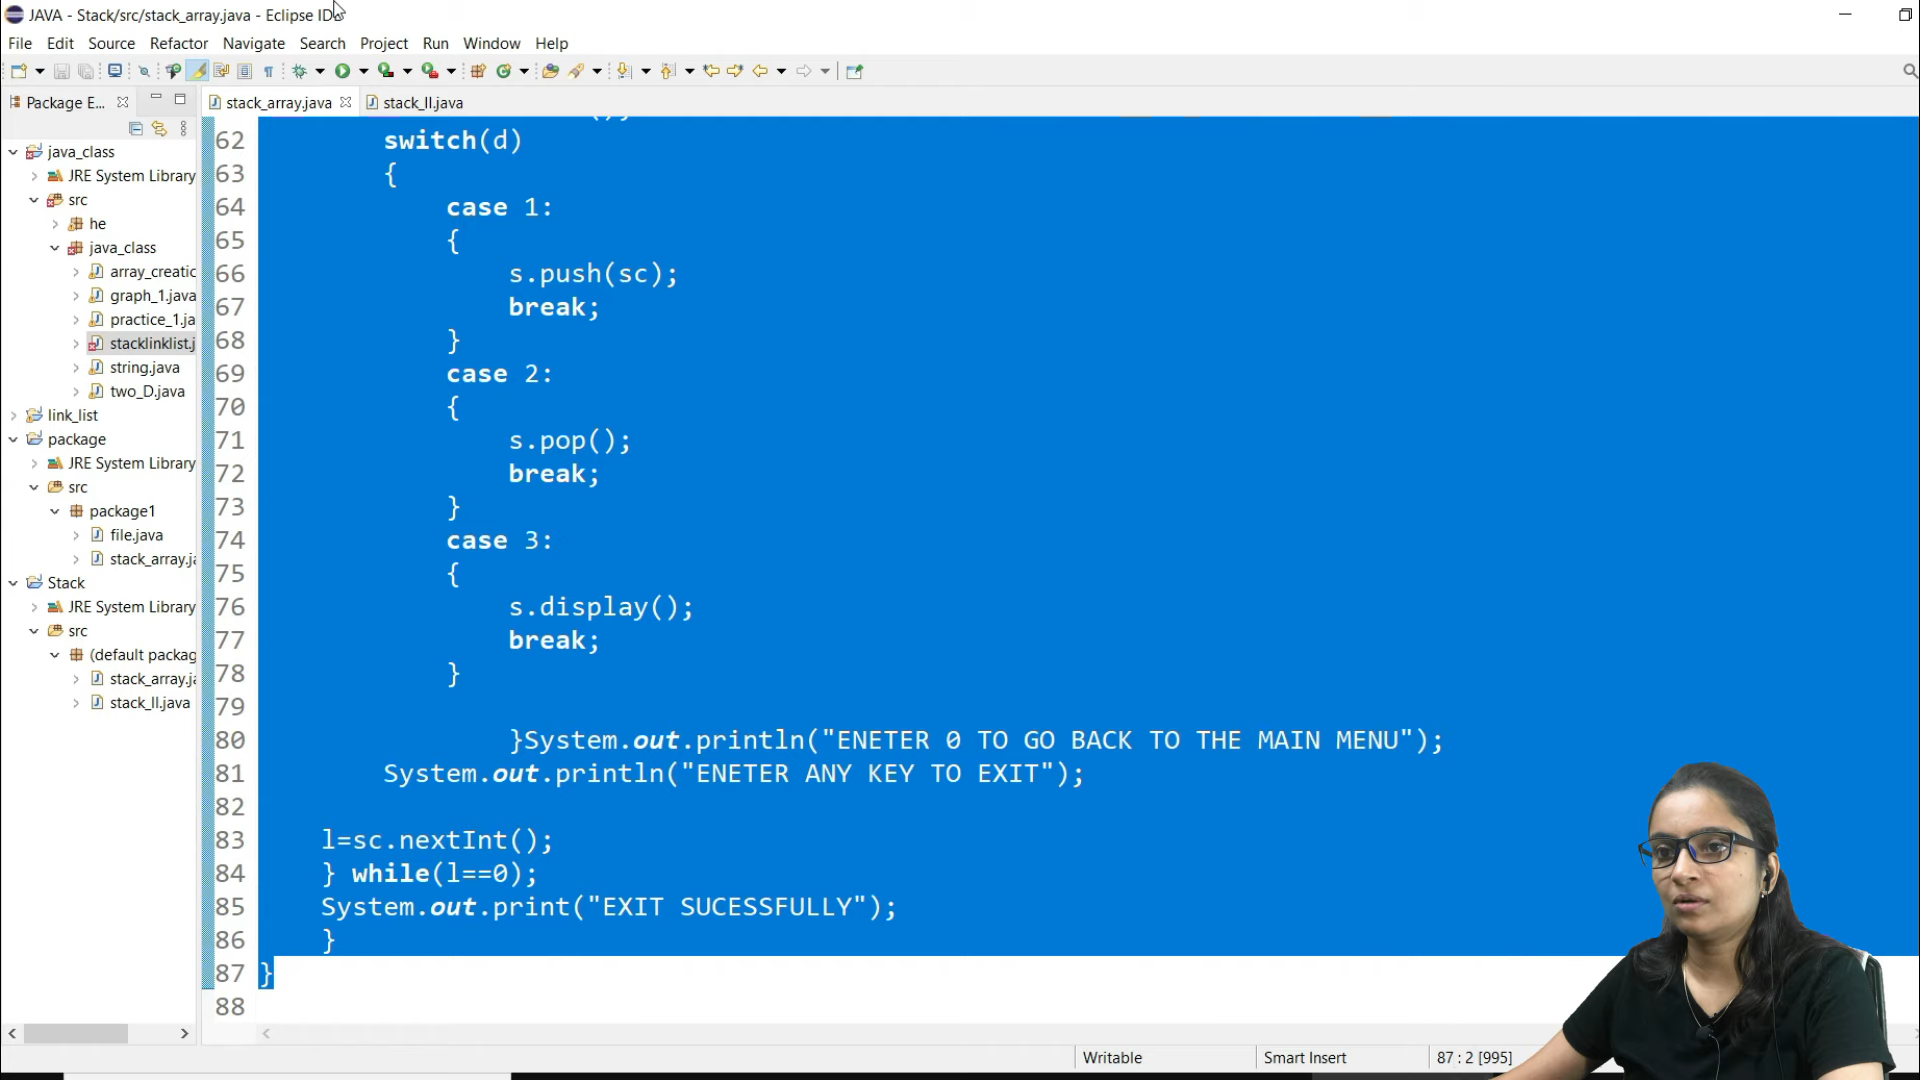 JAVA - Stack/src/stack_array.java - Eclipse IDE
File Edit Source Refactor Navigate Search Project Run Window Help
Package E... stack_array.java stack_ll.java
java_class
JRE System Library
src
he
java_class
array_creatic
graph_1.java
practice_1.ja
stacklinklist.j
string.java
two_D.java
link_list
package
JRE System Library
src
package1
file.java
stack_array.ja
Stack
JRE System Library
src
(default packag
stack_array.ja
stack_ll.java
62 switch(d)
63 {
64 case 1:
65 {
66 s.push(sc);
67 break;
68 }
69 case 2:
70 {
71 s.pop();
72 break;
73 }
74 case 3:
75 {
76 s.display();
77 break;
78 }
79
80 }System.out.println("ENETER 0 TO GO BACK TO THE MAIN MENU");
81 System.out.println("ENETER ANY KEY TO EXIT");
82
83 l=sc.nextInt();
84 } while(l==0);
85 System.out.print("EXIT SUCESSFULLY");
86 }
87 }
88
Writable Smart Insert 87 : 2 [995]